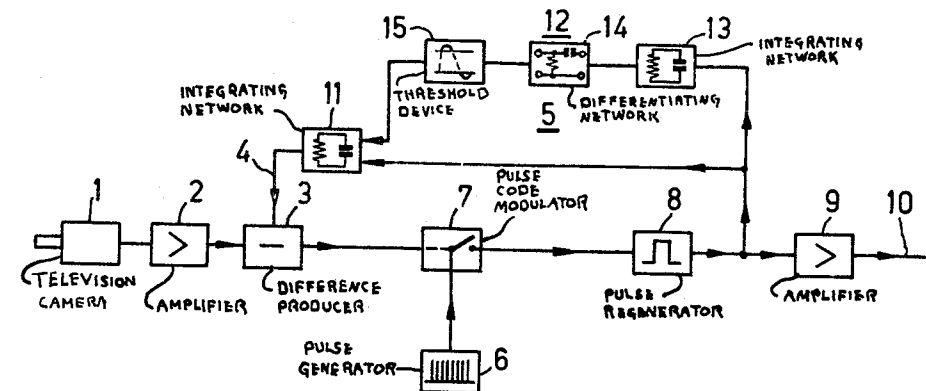 15
12
14
13
INTEGRATING
NETWORK
THRESHOLD
DEVICE
5
DIFFERENTIATING
NETWORK
INTEGRATING
NETWORK
11
4
1
2
3
7
PULSE
CODE
MODULATOR
8
9
10
TELEVISION
CAMERA
AMPLIFIER
DIFFERENCE
PRODUCER
PULSE
REGENERATOR
AMPLIFIER
PULSE
GENERATOR
6